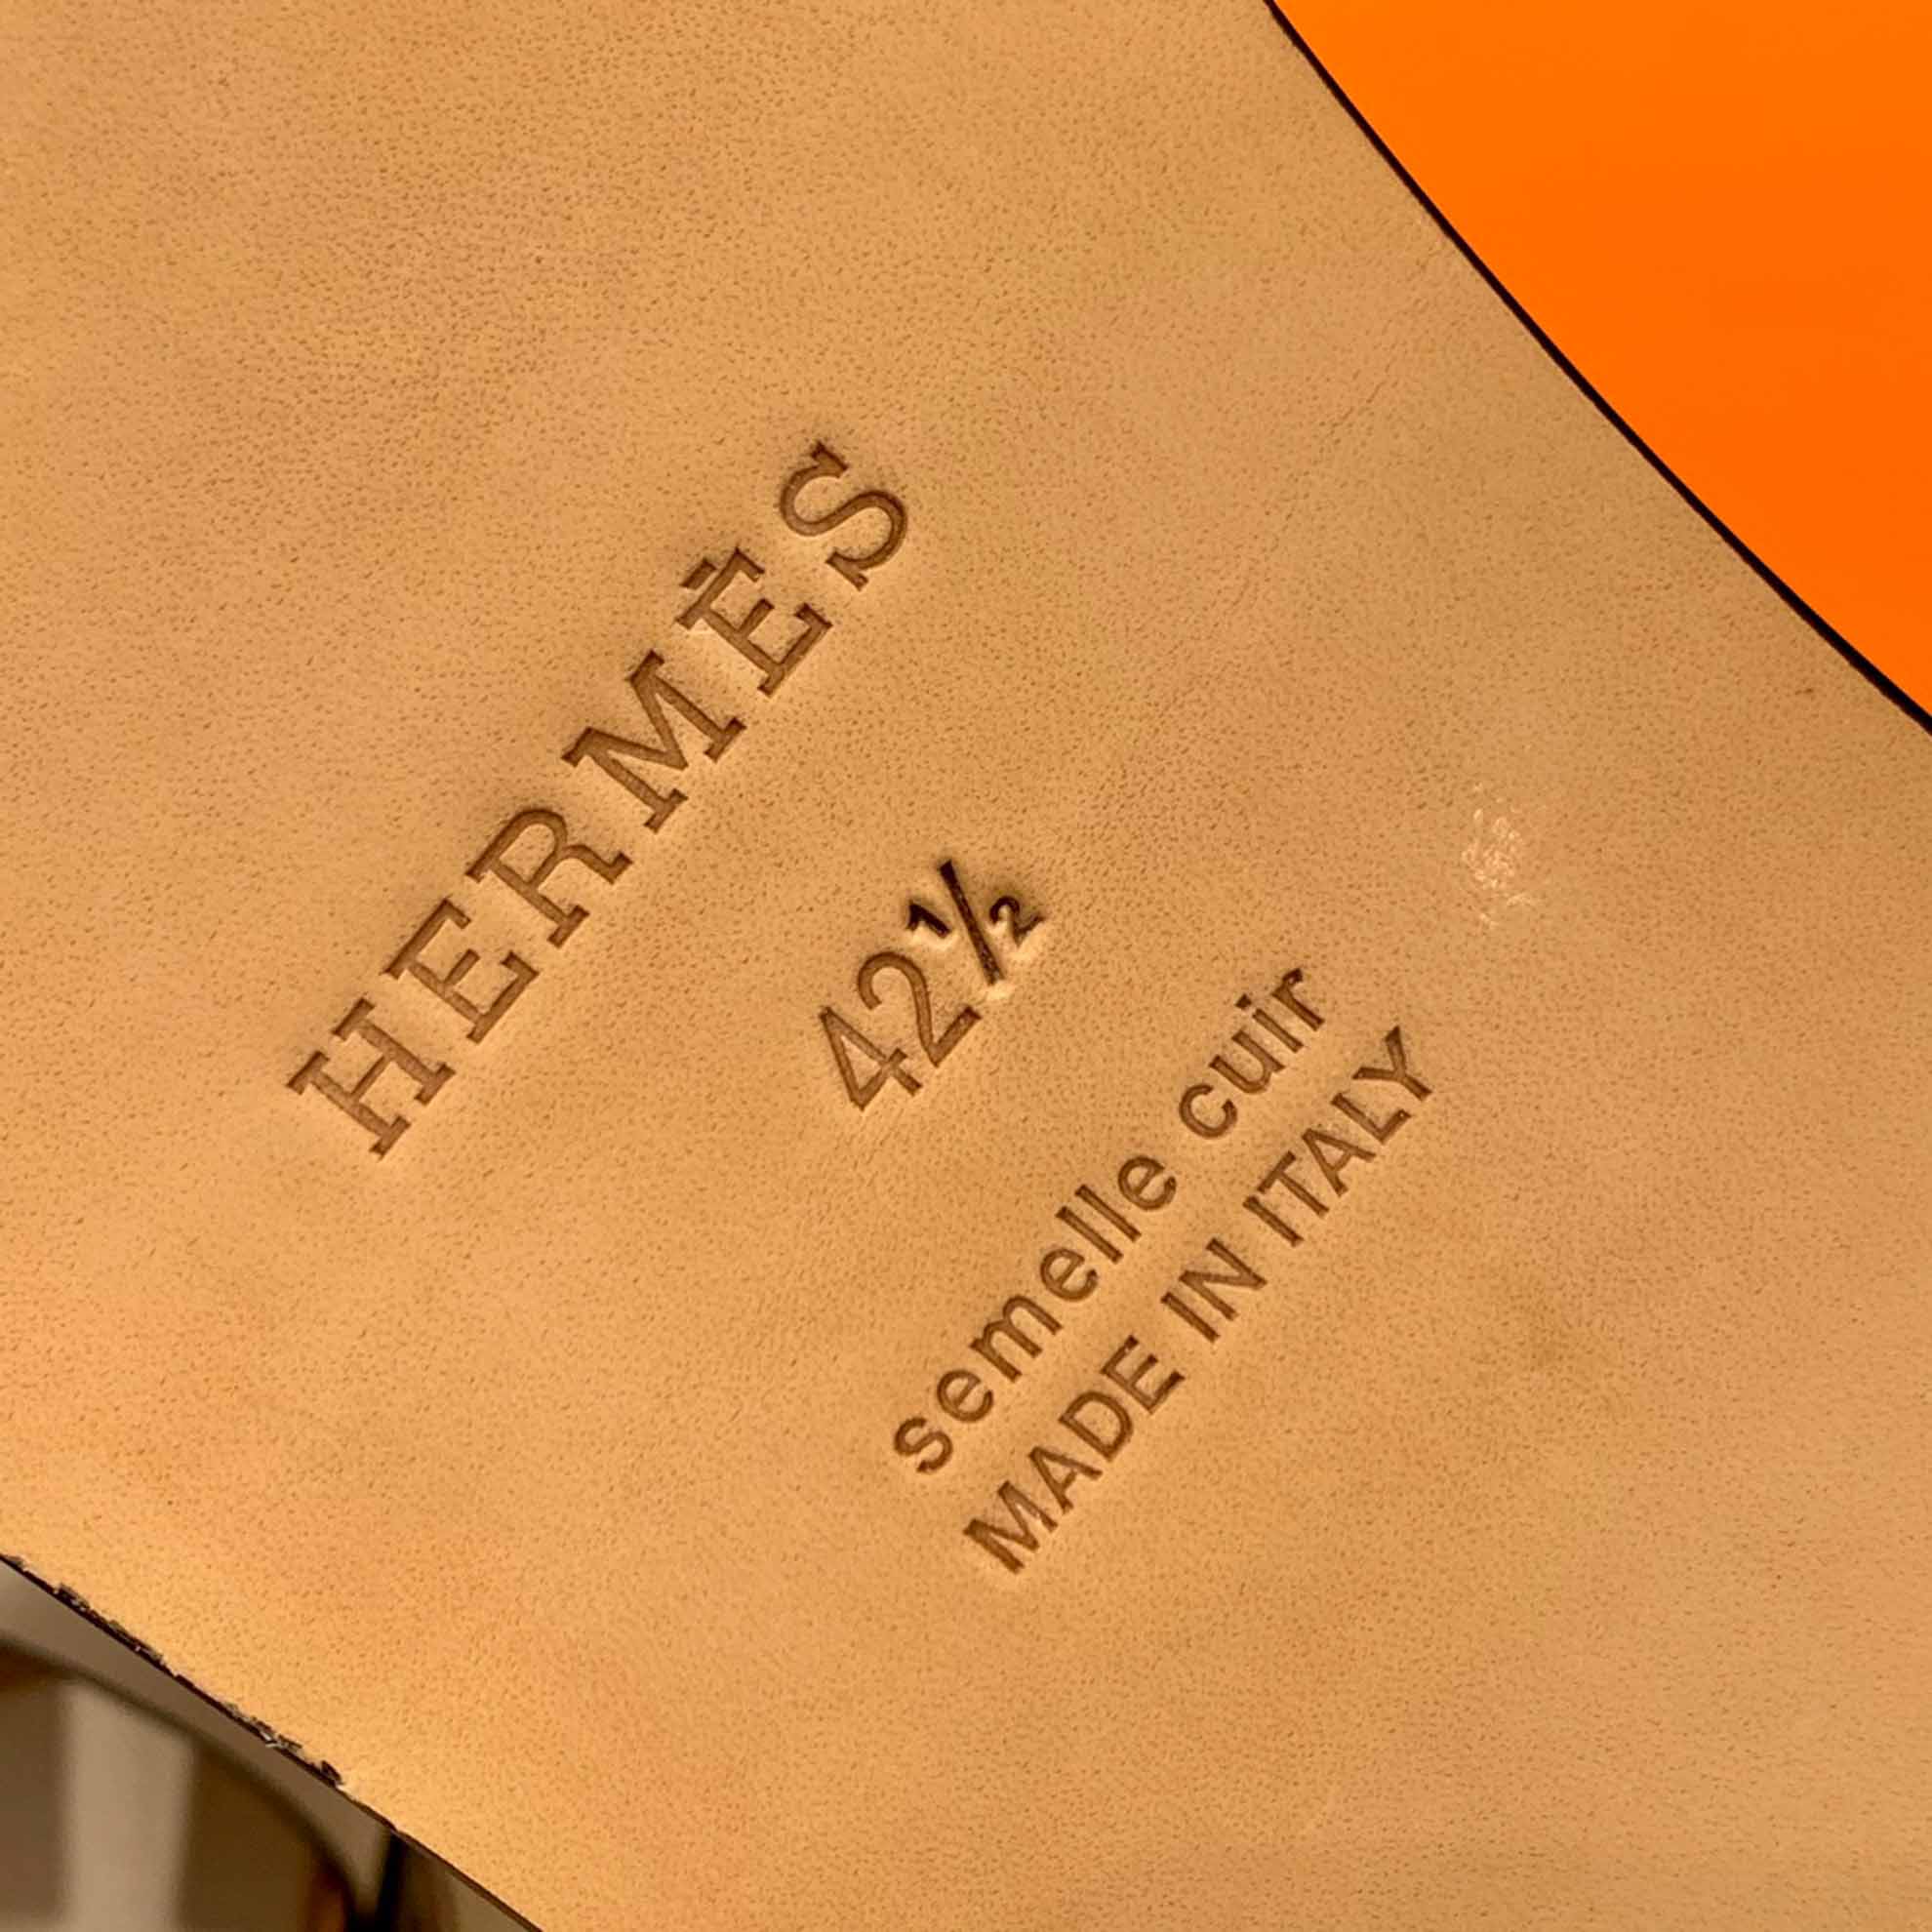 HERMÈS
42½
semelle cuir
MADE IN ITALY